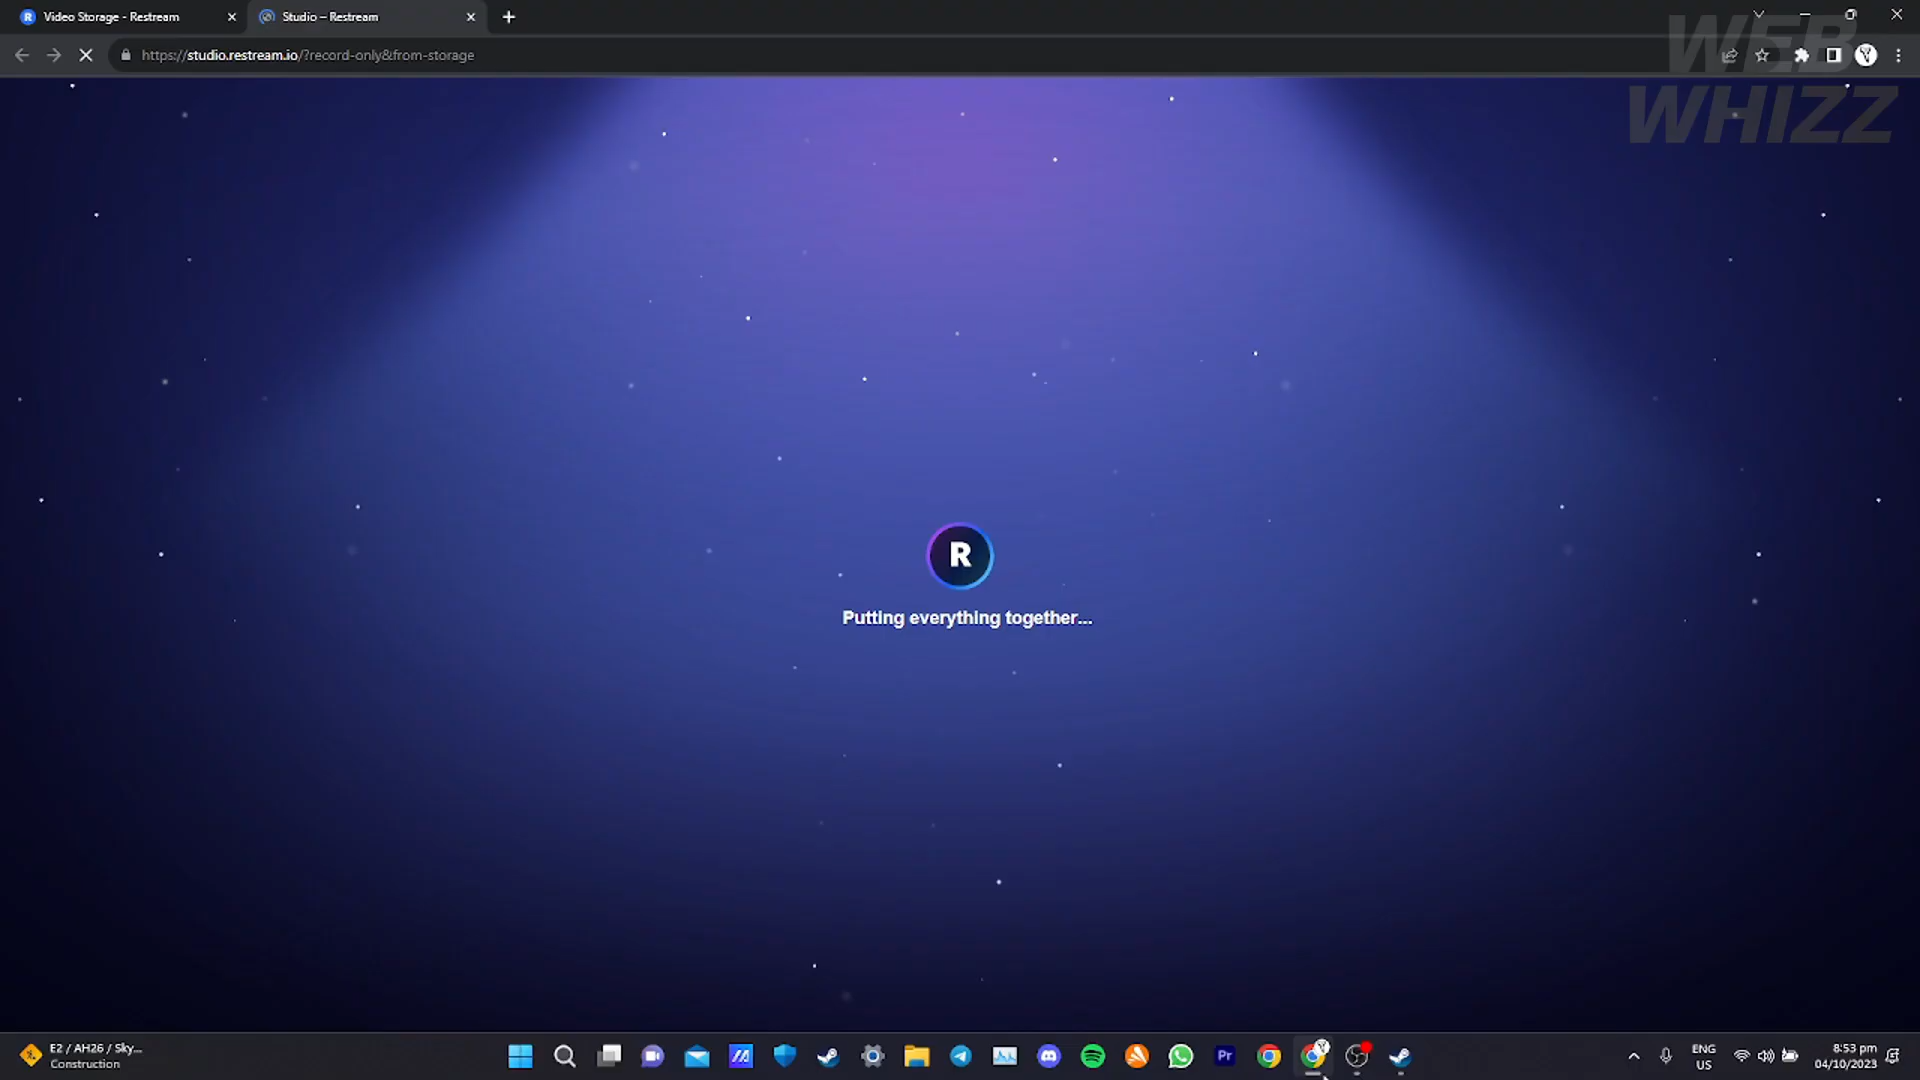 Video Storage - Restream
Studio – Restream
https://studio.restream.io/?record-only&from-storage
WEB
WHIZZ
R
Putting everything together...
E2 / AH26 / Sky...
Construction
Pr
ENG
US
8:53 pm
04/10/2023